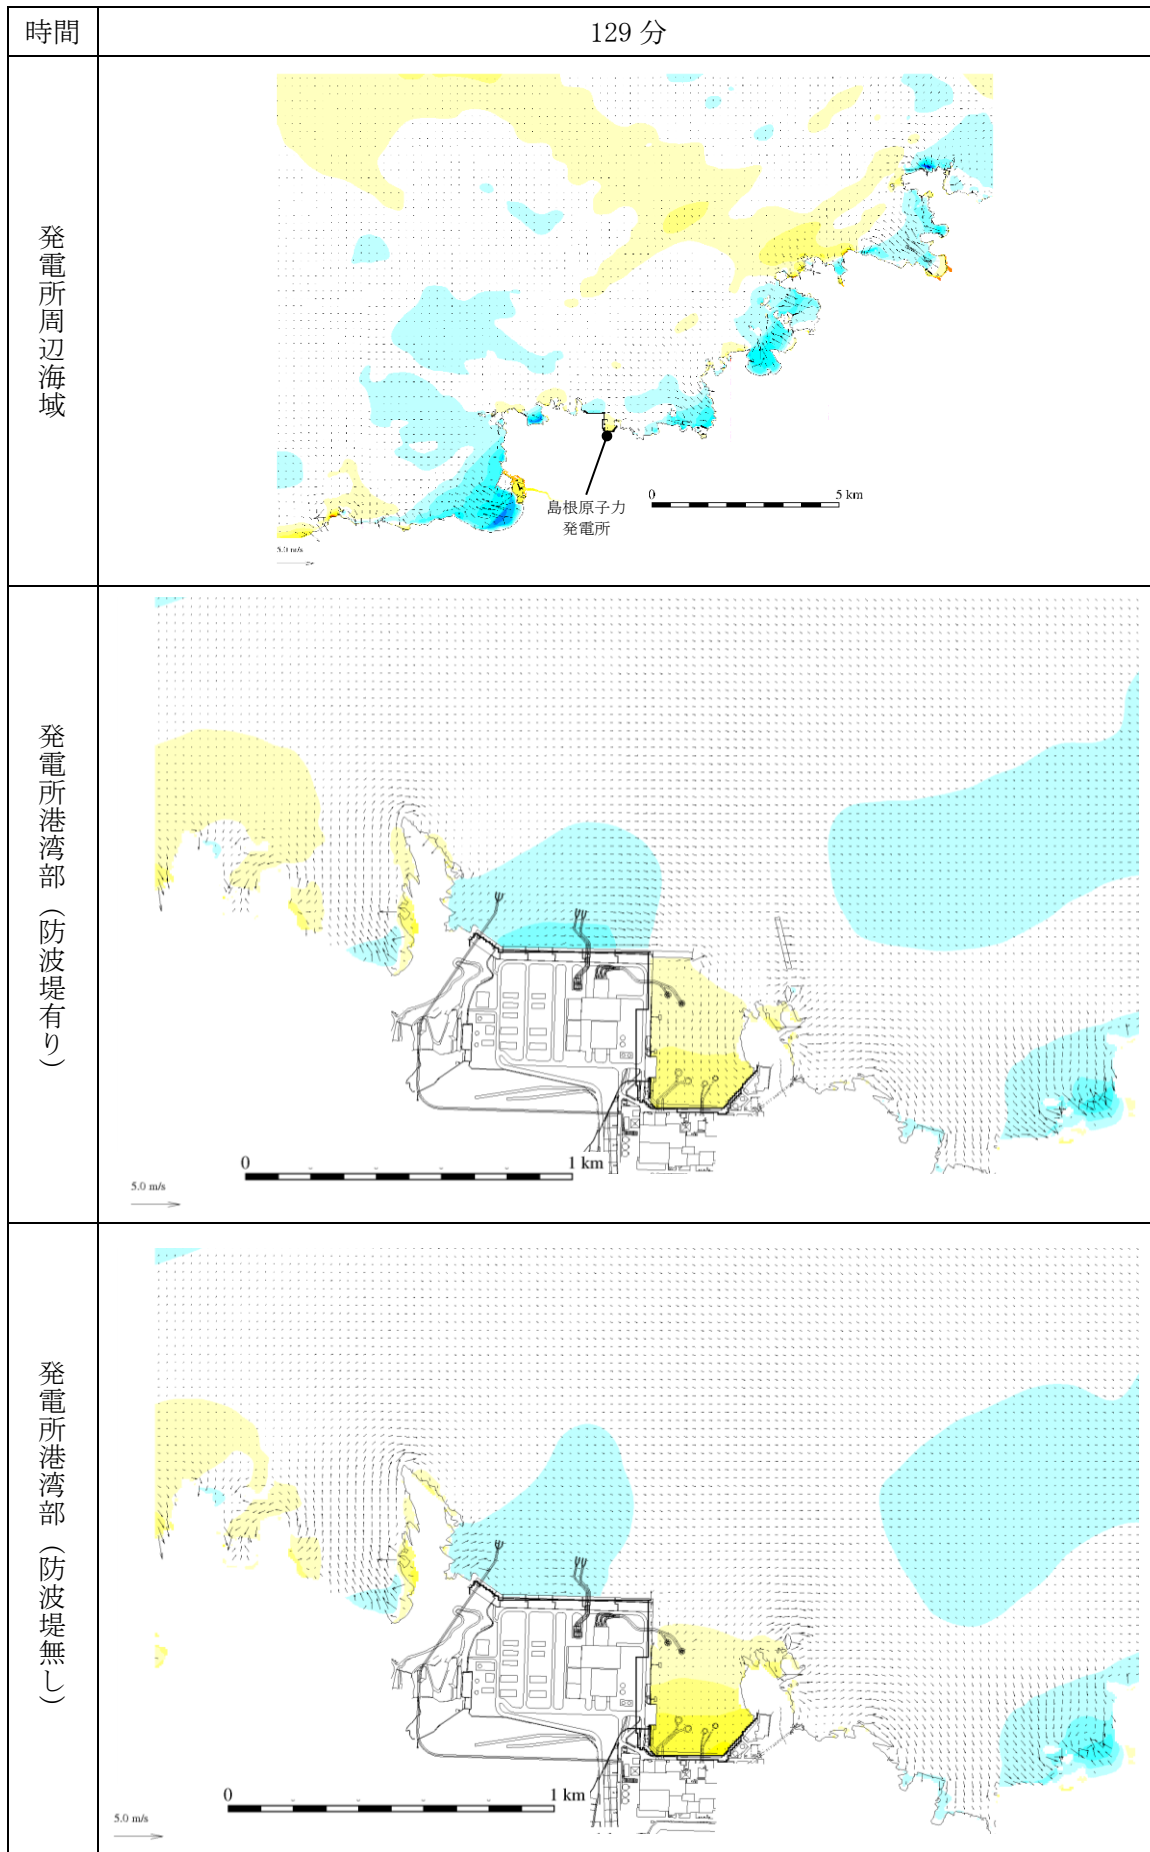 時間
129 分
発電所周辺海域
島根原子力
発電所
0
5 km
5.0 m/s
発電所港湾部（防波堤有り）
0
1 km
5.0 m/s
発電所港湾部（防波堤無し）
0
1 km
5.0 m/s